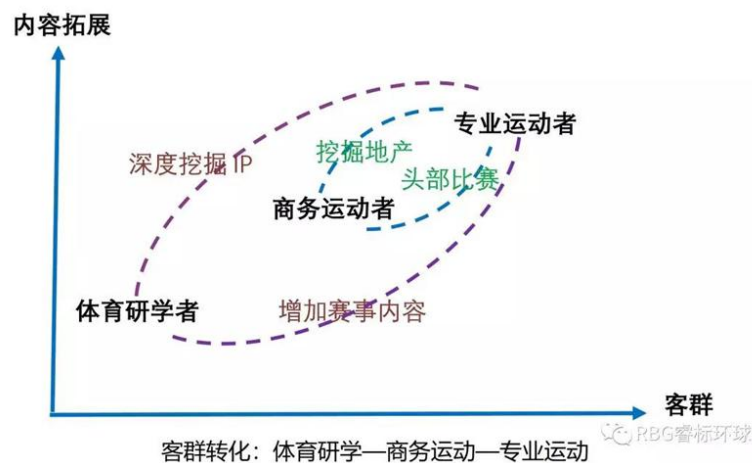 内容拓展
专业运动者
挖掘地产
深度挖掘 IP
头部比赛
商务运动者
体育研学者
增加赛事内容
客群
RBG睿标环球
客群转化：体育研学—商务运动—专业运动